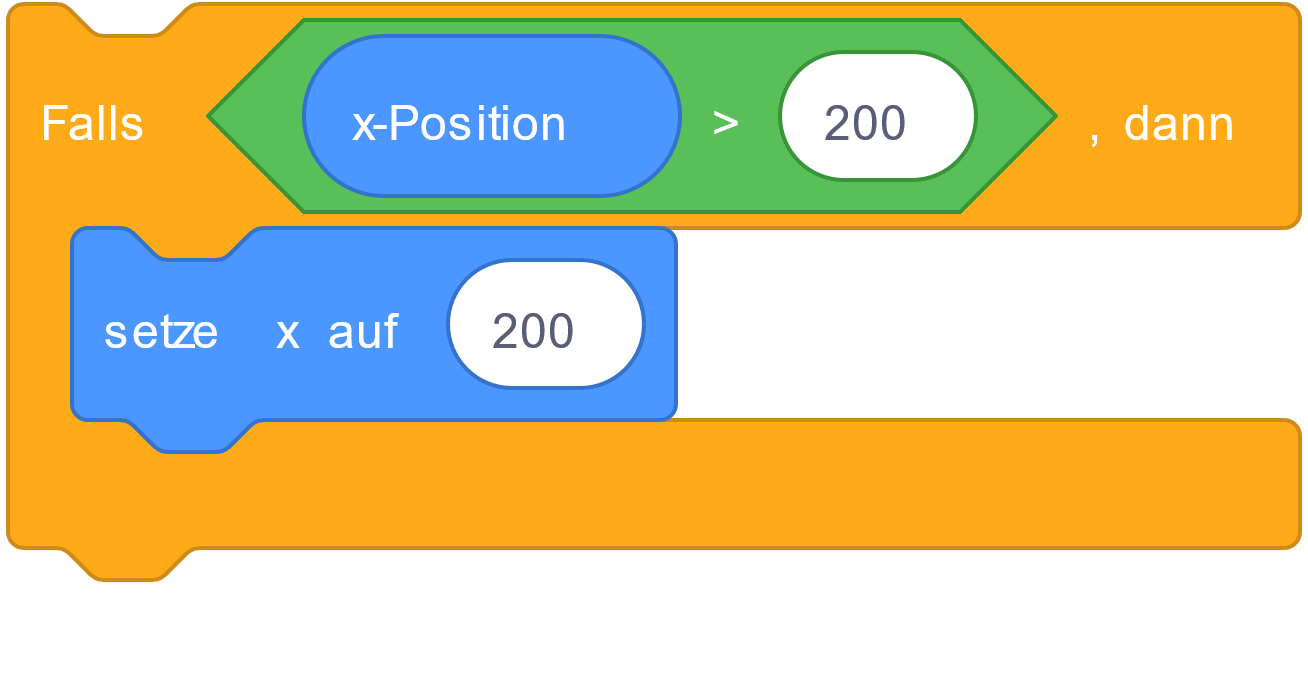 Falls x-Position > 200 , dann
setze x auf 200